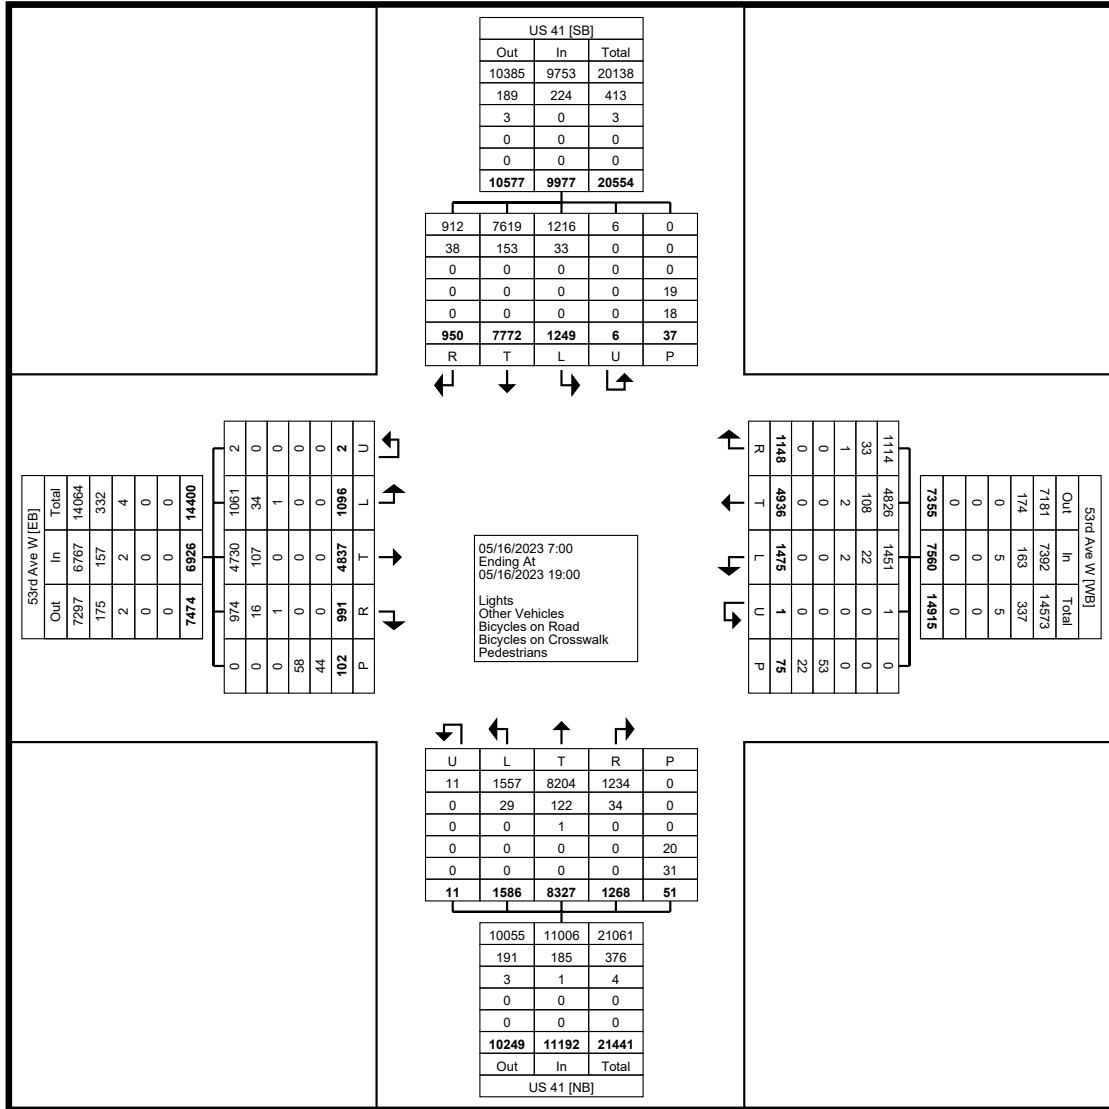 US 41 [SB]
Out In Total
10385 9753 20138
189 224 413
3 0 3
0 0 0
0 0 0
10577 9977 20554
912 7619 1216 6 0
38 153 33 0 0
0 0 0 0 0
0 0 0 0 19
0 0 0 0 18
950 7772 1249 6 37
R T L U P
53rd Ave W [EB]
Total In Out
14064 6767 7297
332 157 175
4 2 2
0 0 0
0 0 0
14400 6926 7474
2 1061 4730 974 0
0 34 107 16 0
0 1 0 1 0
0 0 0 0 58
0 0 0 0 44
2 1096 4837 991 102
U L T R P
05/16/2023 7:00
Ending At
05/16/2023 19:00
Lights
Other Vehicles
Bicycles on Road
Bicycles on Crosswalk
Pedestrians
53rd Ave W [WB]
Out In Total
7181 7392 14573
174 163 337
0 5 5
0 0 0
0 0 0
7355 7560 14915
1114 4826 1451 1 0
33 108 22 0 0
1 2 2 0 0
0 0 0 0 53
0 0 0 0 22
1148 4936 1475 1 75
R T L U P
U L T R P
11 1557 8204 1234 0
0 29 122 34 0
0 0 1 0 0
0 0 0 0 20
0 0 0 0 31
11 1586 8327 1268 51
10055 11006 21061
191 185 376
3 1 4
0 0 0
0 0 0
10249 11192 21441
Out In Total
US 41 [NB]